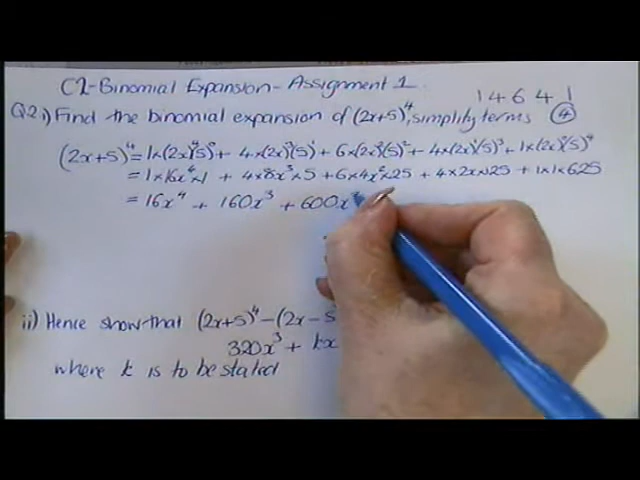 C2-Binomial Expansion- Assignment 1
1 4 6 4 1
Q2.i) Find the binomial expansion of (2x+5)⁴, simplify terms ④
(2x+5)⁴ = 1×(2x)⁴(5)⁰ + 4×(2x)³(5)¹ + 6×(2x)²(5)² + 4×(2x)¹(5)³ + 1×(2x)⁰(5)⁴
= 1×16x⁴×1 + 4×8x³×5 + 6×4x²×25 + 4×2x×125 + 1×1×625
= 16x⁴ + 160x³ + 600x²
ii) Hence show that (2x+5)⁴ - (2x - 5
320x³ + kx
where k is to be stated